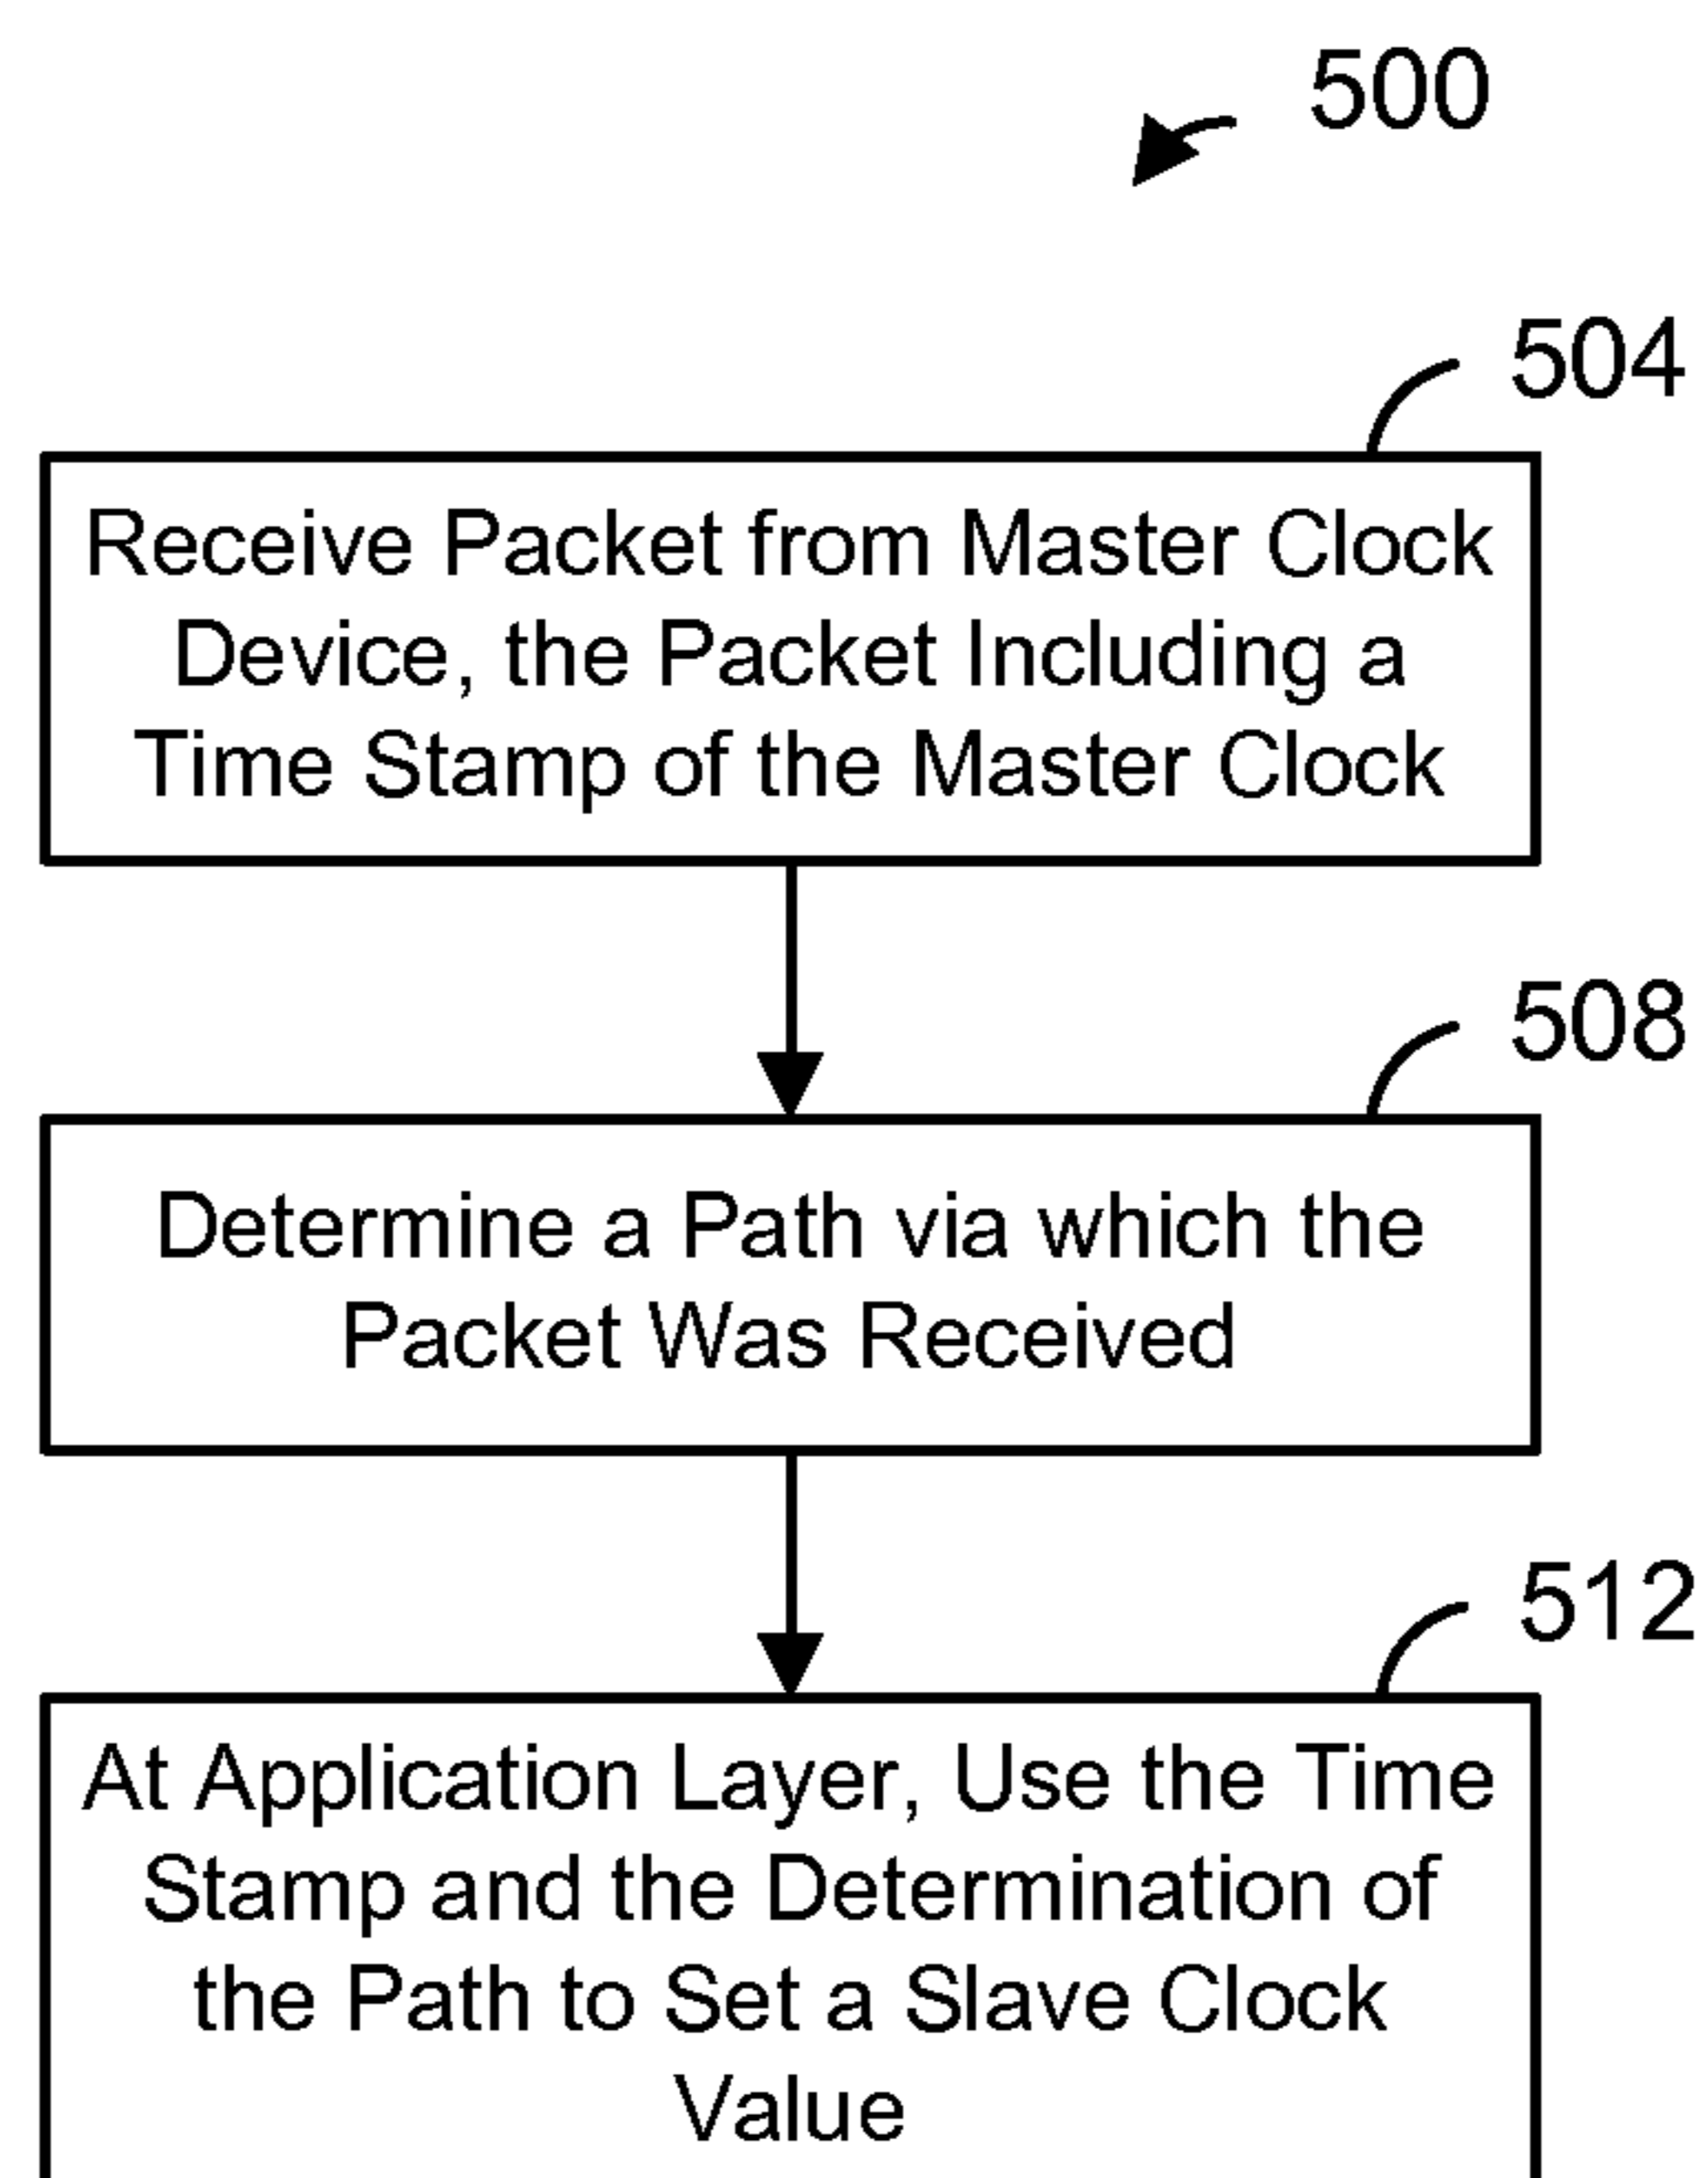 500
504
Receive Packet from Master Clock
Device, the Packet Including a
Time Stamp of the Master Clock
508
Determine a Path via which the
Packet Was Received
512
At Application Layer, Use the Time
Stamp and the Determination of
the Path to Set a Slave Clock
Value